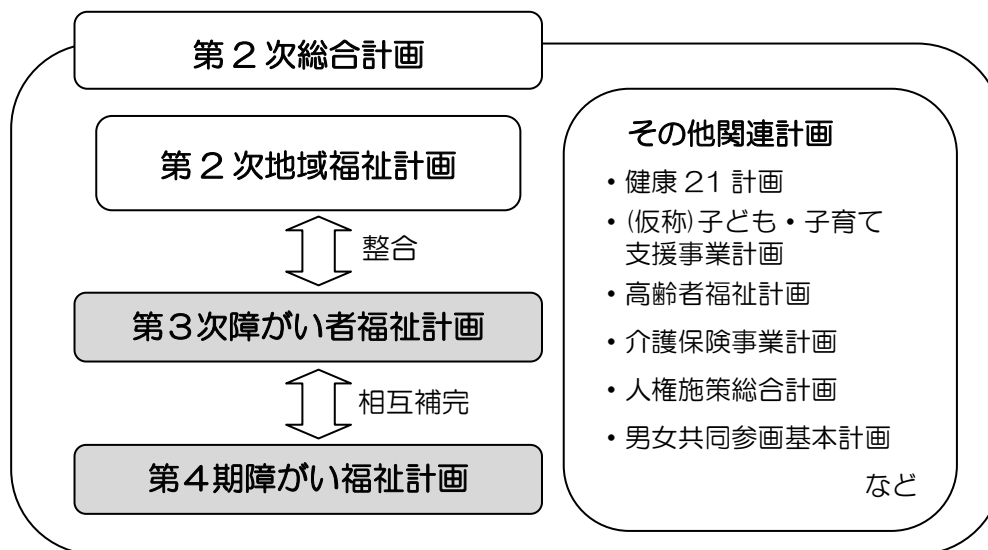 第2次総合計画
第2次地域福祉計画
整合
第3次障がい者福祉計画
相互補完
第4期障がい福祉計画
その他関連計画
・健康21計画
・(仮称)子ども・子育て
支援事業計画
・高齢者福祉計画
・介護保険事業計画
・人権施策総合計画
・男女共同参画基本計画
など